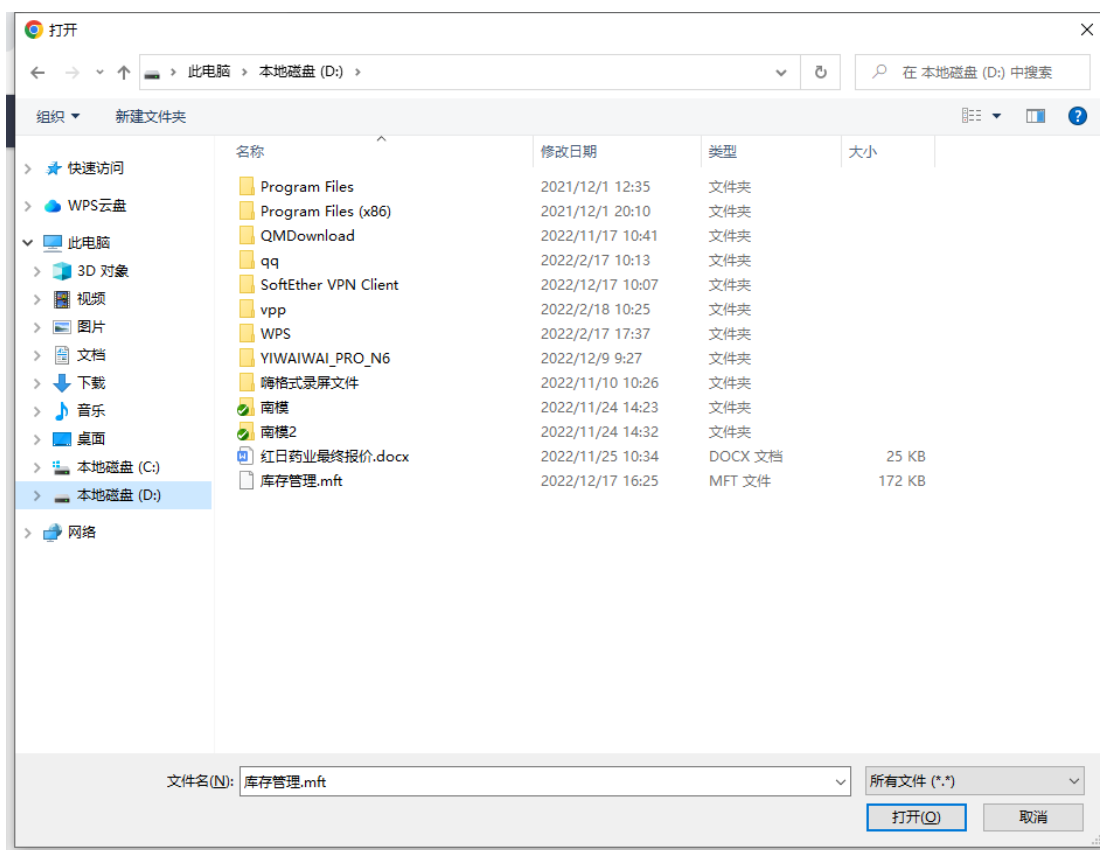 打开
此电脑 › 本地磁盘 (D:) ›
在 本地磁盘 (D:) 中搜索
组织 新建文件夹
名称 修改日期 类型 大小
快速访问
WPS云盘
此电脑
3D 对象
视频
图片
文档
下载
音乐
桌面
本地磁盘 (C:)
本地磁盘 (D:)
网络
Program Files 2021/12/1 12:35 文件夹
Program Files (x86) 2021/12/1 20:10 文件夹
QMDownload 2022/11/17 10:41 文件夹
qq 2022/2/17 10:13 文件夹
SoftEther VPN Client 2022/12/17 10:07 文件夹
vpp 2022/2/18 10:25 文件夹
WPS 2022/2/17 17:37 文件夹
YIWAIWAI_PRO_N6 2022/12/9 9:27 文件夹
嗨格式录屏文件 2022/11/10 10:26 文件夹
南模 2022/11/24 14:23 文件夹
南模2 2022/11/24 14:32 文件夹
红日药业最终报价.docx 2022/11/25 10:34 DOCX 文档 25 KB
库存管理.mft 2022/12/17 16:25 MFT 文件 172 KB
文件名(N): 库存管理.mft 所有文件 (*.*)
打开(O) 取消